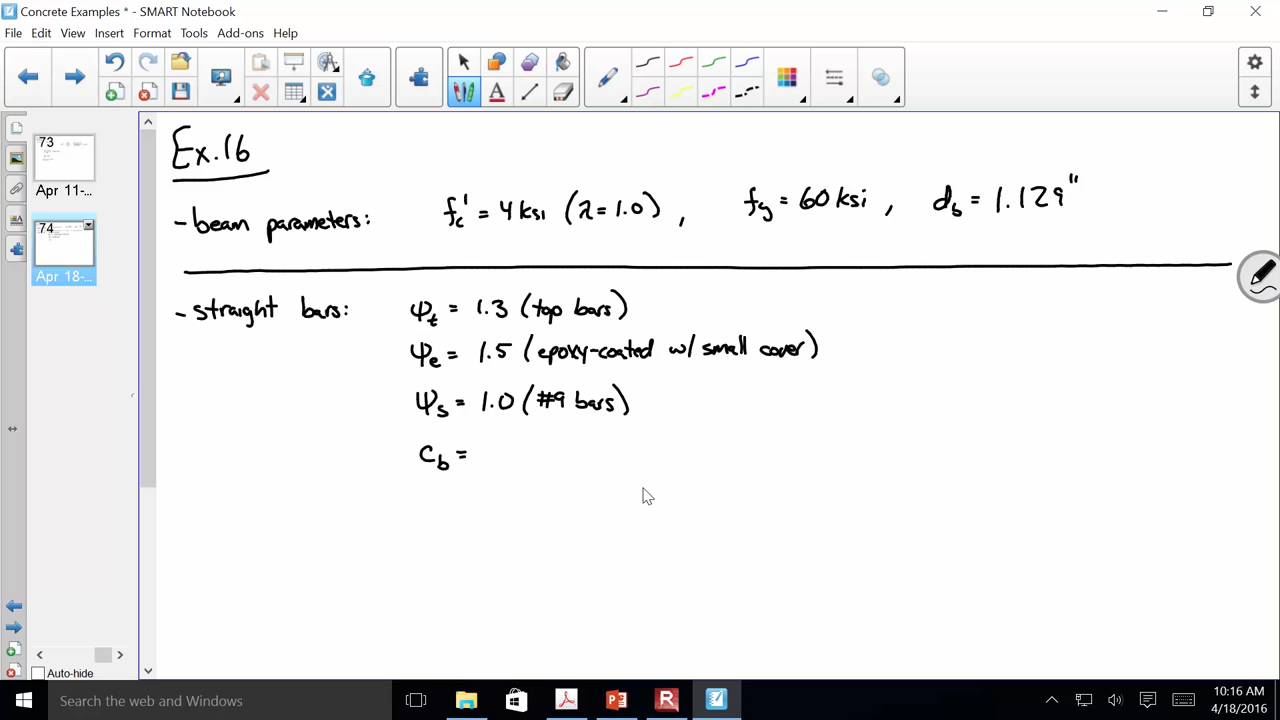 Concrete Examples * - SMART Notebook
File Edit View Insert Format Tools Add-ons Help
73
Apr 11-...
74
Apr 18-...
Auto-hide
Ex.16
- beam parameters: fc' = 4 ksi (λ = 1.0) , fy = 60 ksi , db = 1.129"
- straight bars: ψt = 1.3 (top bars)
ψe = 1.5 (epoxy-coated w/ small cover)
ψs = 1.0 (#9 bars)
cb =
Search the web and Windows
10:16 AM
4/18/2016